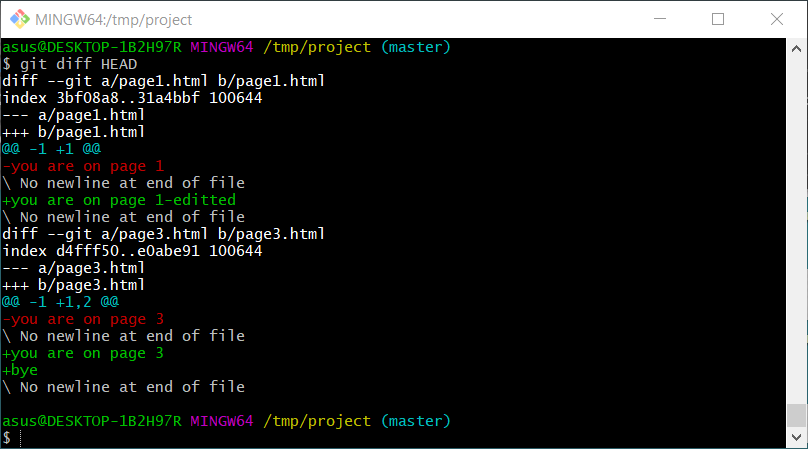 MINGW64:/tmp/project
asus@DESKTOP-1B2H97R MINGW64 /tmp/project (master)
$ git diff HEAD
diff --git a/page1.html b/page1.html
index 3bf08a8..31a4bbf 100644
--- a/page1.html
+++ b/page1.html
@@ -1 +1 @@
-you are on page 1
\ No newline at end of file
+you are on page 1-editted
\ No newline at end of file
diff --git a/page3.html b/page3.html
index d4fff50..e0abe91 100644
--- a/page3.html
+++ b/page3.html
@@ -1 +1,2 @@
-you are on page 3
\ No newline at end of file
+you are on page 3
+bye
\ No newline at end of file
asus@DESKTOP-1B2H97R MINGW64 /tmp/project (master)
$